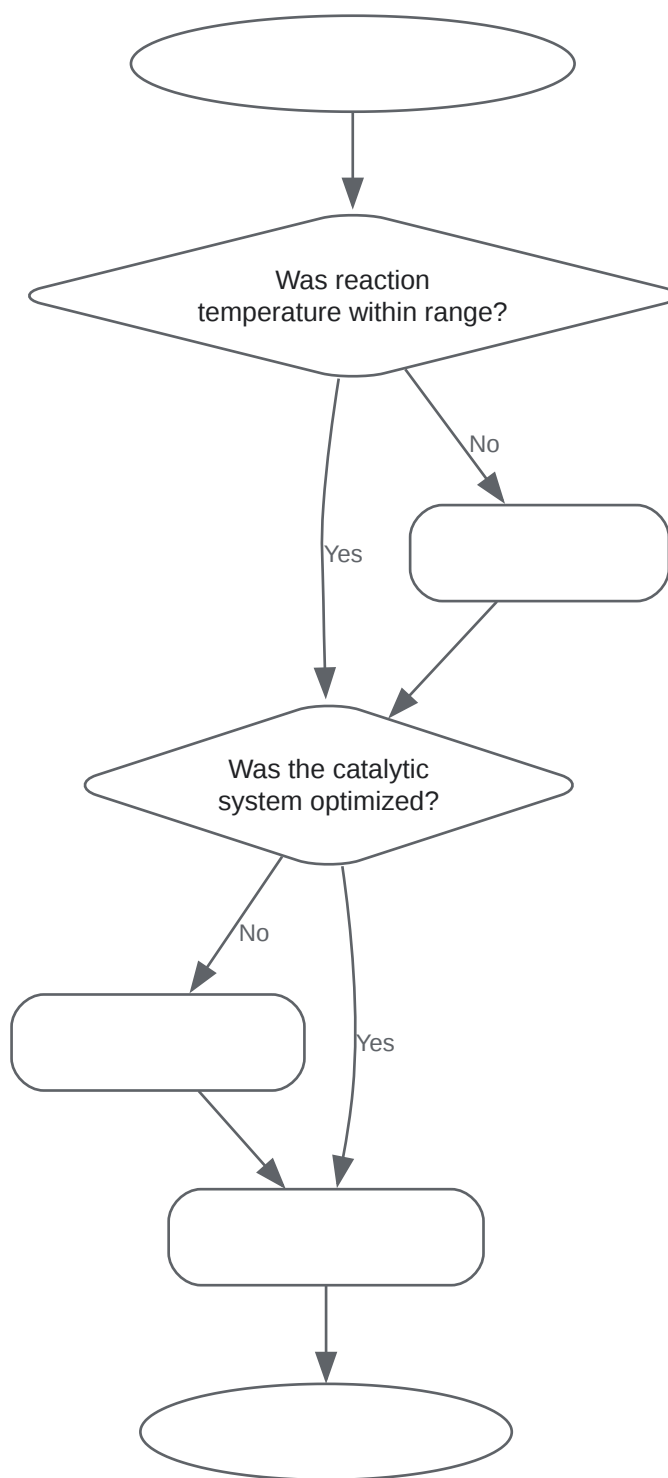 Was reaction
temperature within range?
No
Yes
Was the catalytic
system optimized?
No
Yes